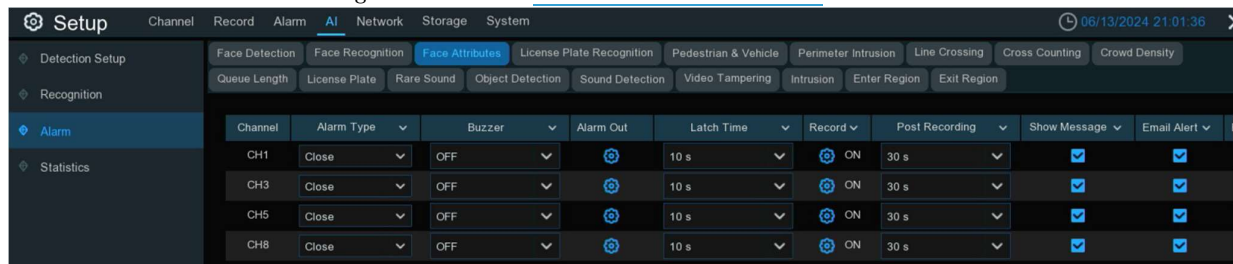 Setup Channel Record Alarm AI Network Storage System 06/13/2024 21:01:36
Detection Setup
Recognition
Alarm
Statistics
Face Detection Face Recognition Face Attributes License Plate Recognition Pedestrian & Vehicle Perimeter Intrusion Line Crossing Cross Counting Crowd Density
Queue Length License Plate Rare Sound Object Detection Sound Detection Video Tampering Intrusion Enter Region Exit Region
Channel Alarm Type Buzzer Alarm Out Latch Time Record Post Recording Show Message Email Alert
CH1 Close OFF 10 s ON 30 s
CH3 Close OFF 10 s ON 30 s
CH5 Close OFF 10 s ON 30 s
CH8 Close OFF 10 s ON 30 s